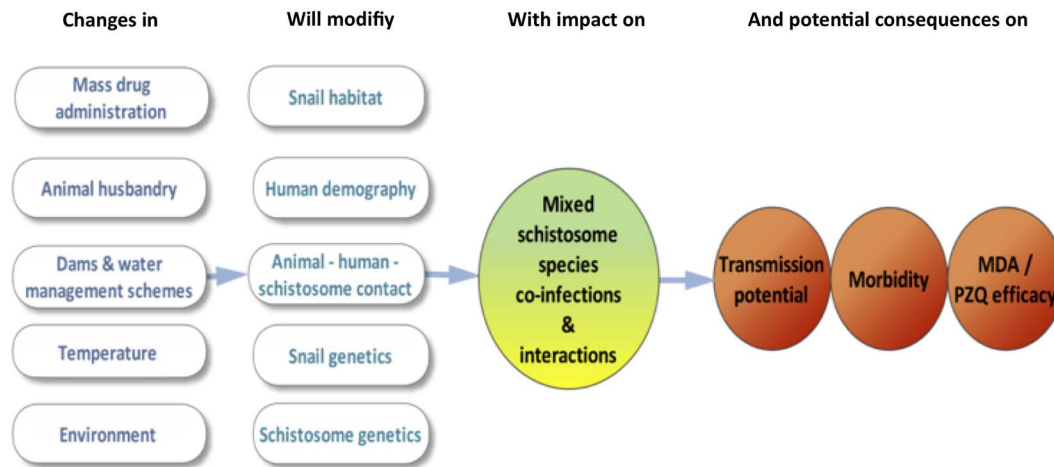 Changes in
Will modifiy
With impact on
And potential consequences on
Mass drug
administration
Animal husbandry
Dams & water
management schemes
Temperature
Environment
Snail habitat
Human demography
Animal - human -
schistosome contact
Snail genetics
Schistosome genetics
Mixed
schistosome
species
co-infections
&
interactions
Transmission
potential
Morbidity
MDA /
PZQ efficacy